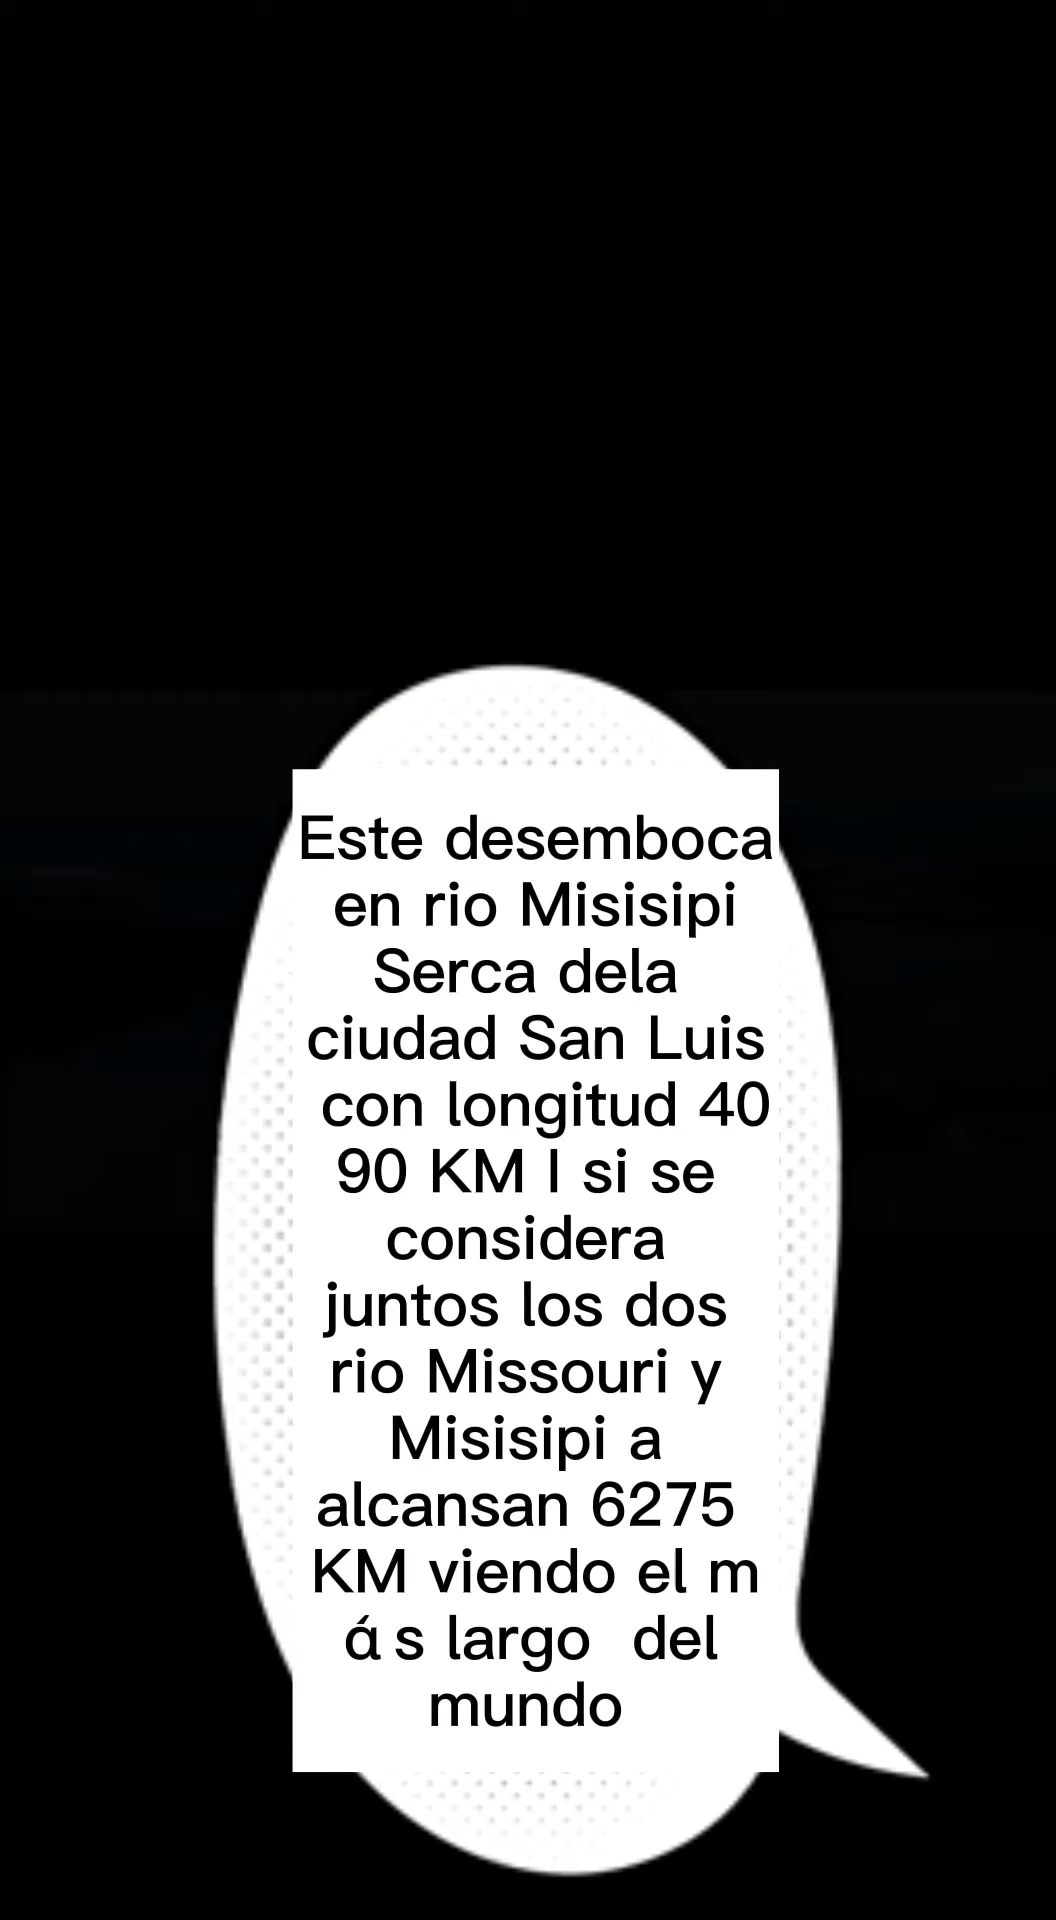 Este desemboca
en rio Misisipi
Serca dela
ciudad San Luis
con longitud 40
90 KM I si se
considera
juntos los dos
rio Missouri y
Misisipi a
alcansan 6275
KM viendo el m
á s largo del
mundo